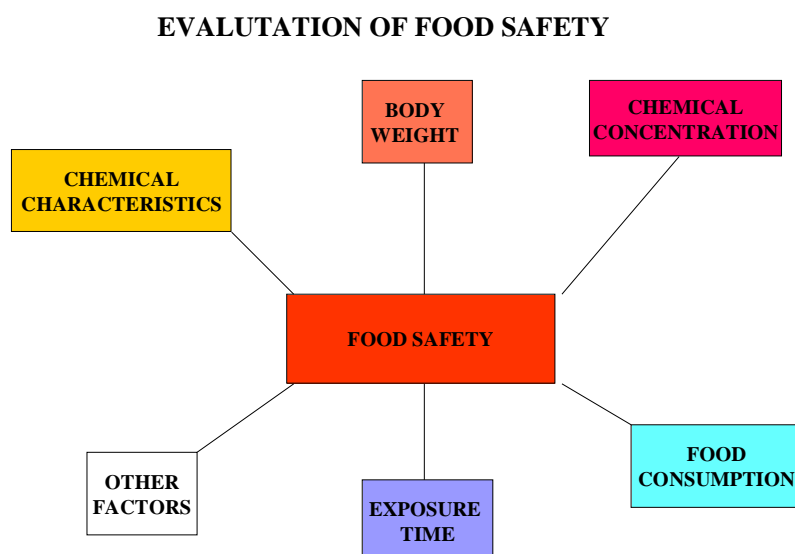 EVALUTATION OF FOOD SAFETY
BODY
WEIGHT
CHEMICAL
CONCENTRATION
CHEMICAL
CHARACTERISTICS
FOOD SAFETY
OTHER
FACTORS
EXPOSURE
TIME
FOOD
CONSUMPTION